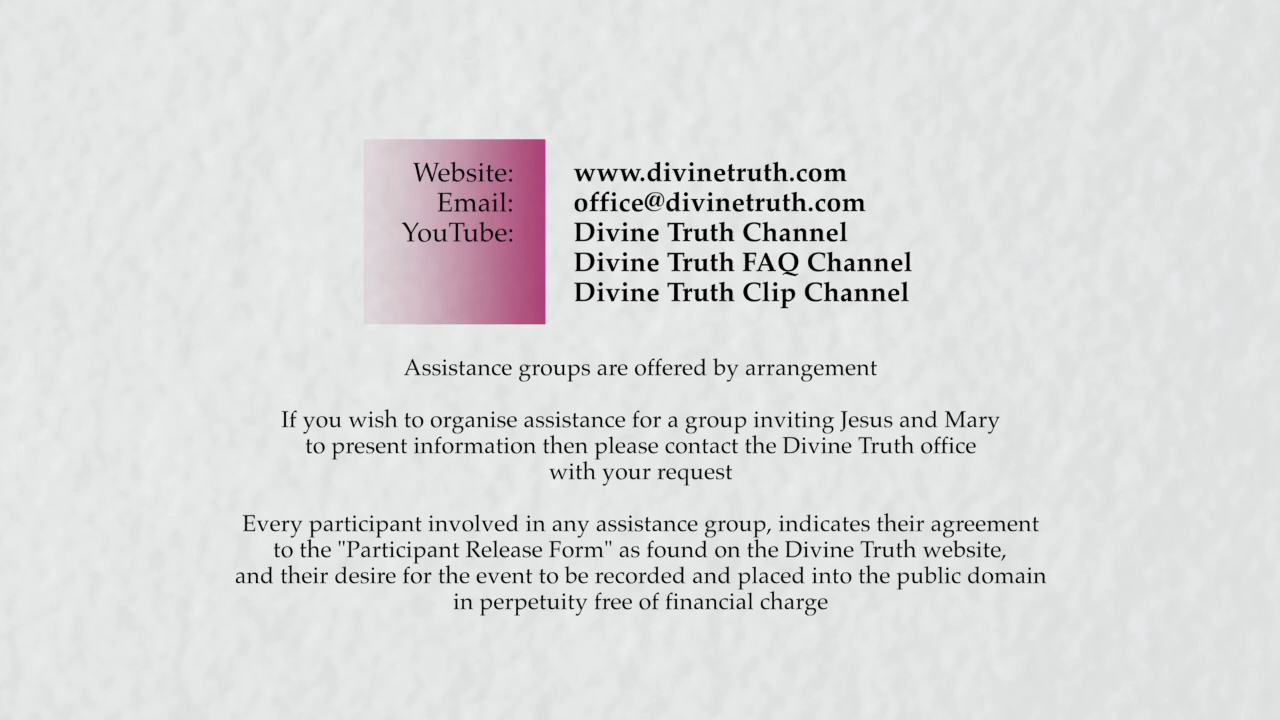 Website: www.divinetruth.com
Email: office@divinetruth.com
YouTube: Divine Truth Channel
Divine Truth FAQ Channel
Divine Truth Clip Channel
Assistance groups are offered by arrangement
If you wish to organise assistance for a group inviting Jesus and Mary
to present information then please contact the Divine Truth office
with your request
Every participant involved in any assistance group, indicates their agreement
to the "Participant Release Form" as found on the Divine Truth website,
and their desire for the event to be recorded and placed into the public domain
in perpetuity free of financial charge